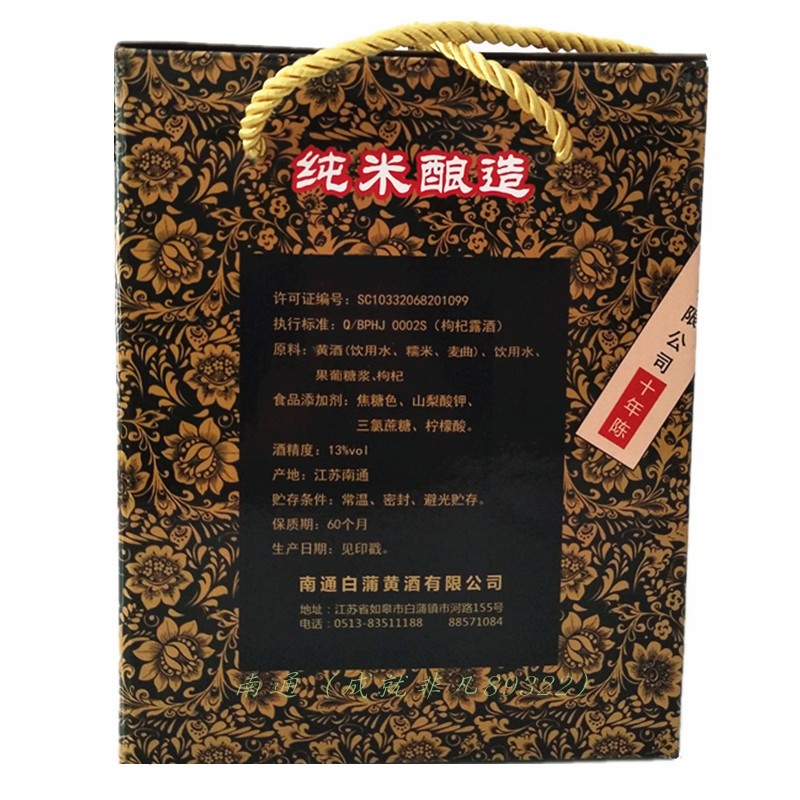 纯米酿造
许可证编号：SC10332068201099
执行标准：Q/BPHJ 0002S（枸杞露酒）
原料：黄酒(饮用水、糯米、麦曲)、饮用水、
果葡糖浆、枸杞
食品添加剂：焦糖色、山梨酸钾、
三氯蔗糖、柠檬酸。
酒精度：13%vol
产地：江苏南通
贮存条件：常温、密封、避光贮存。
保质期：60个月
生产日期：见印戳。
南通白蒲黄酒有限公司
地址：江苏省如皋市白蒲镇市河路155号
电话：0513-83511188 88571084
限公司
十年陈
南通（成就非凡89322）